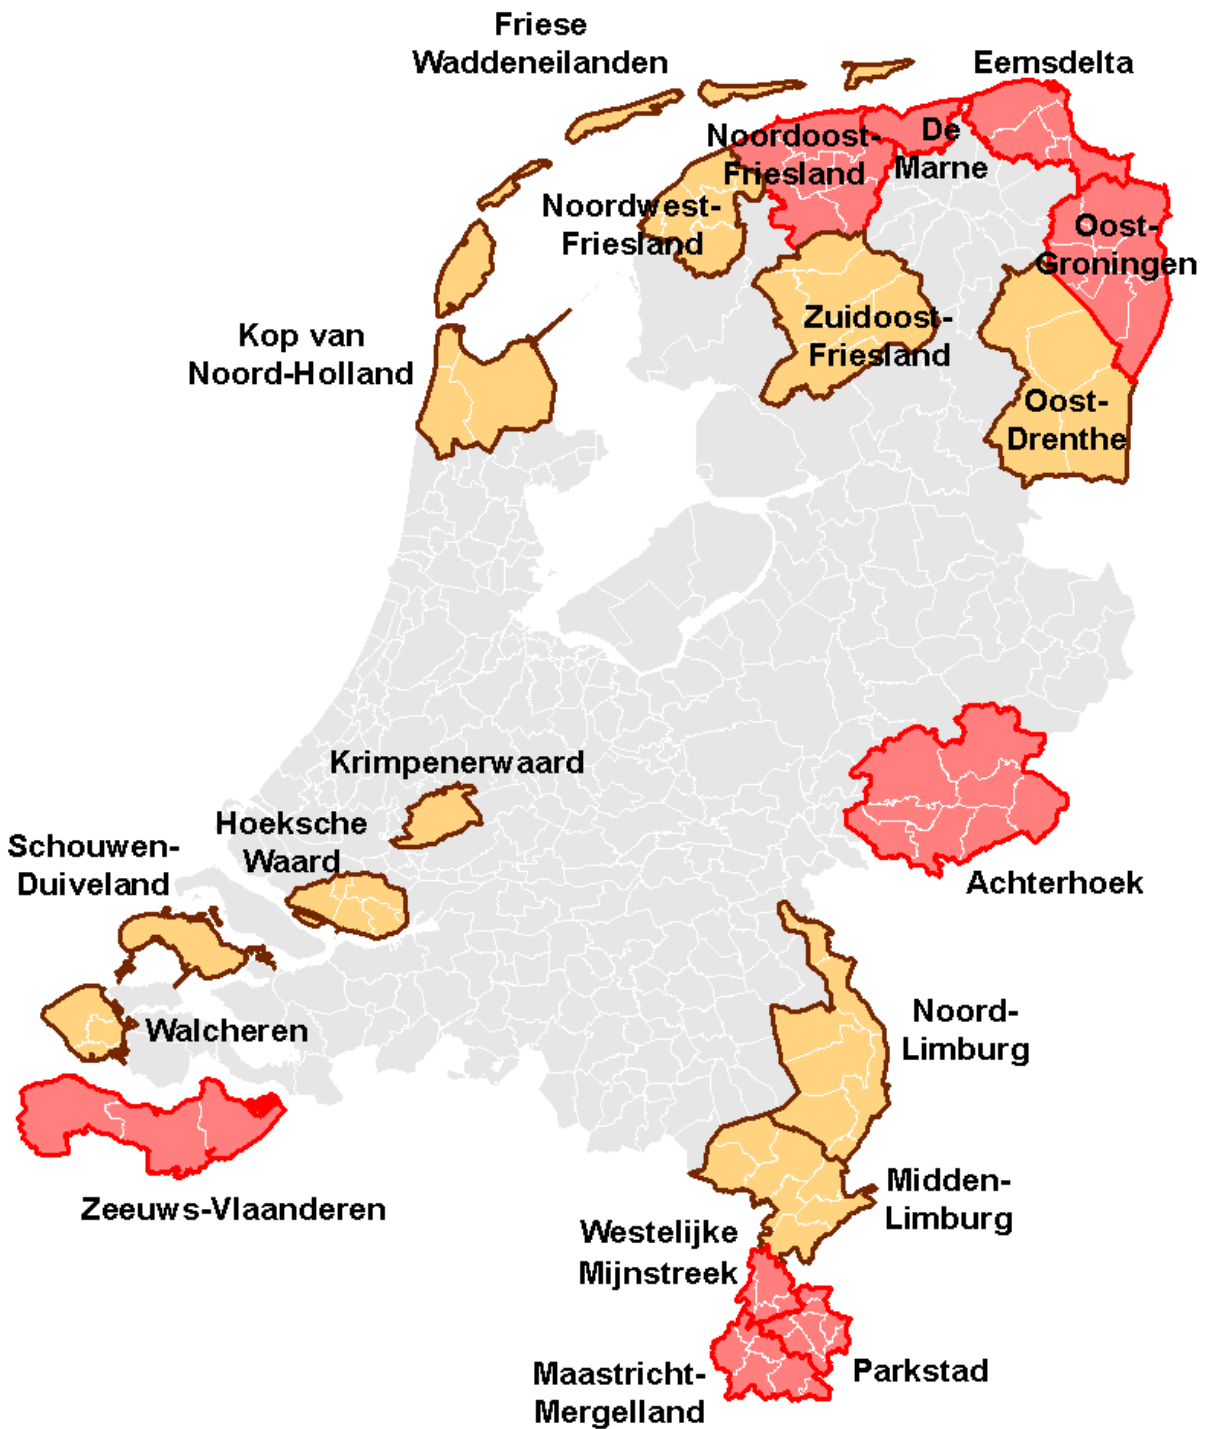 Friese
Waddeneilanden
Eemsdelta
Noordoost-
Friesland
De
Marne
Noordwest-
Friesland
Oost-
Groningen
Zuidoost-
Friesland
Kop van
Noord-Holland
Oost-
Drenthe
Krimpenerwaard
Hoeksche
Waard
Schouwen-
Duiveland
Achterhoek
Walcheren
Noord-
Limburg
Zeeuws-Vlaanderen
Midden-
Limburg
Westelijke
Mijnstreek
Maastricht-
Mergelland
Parkstad